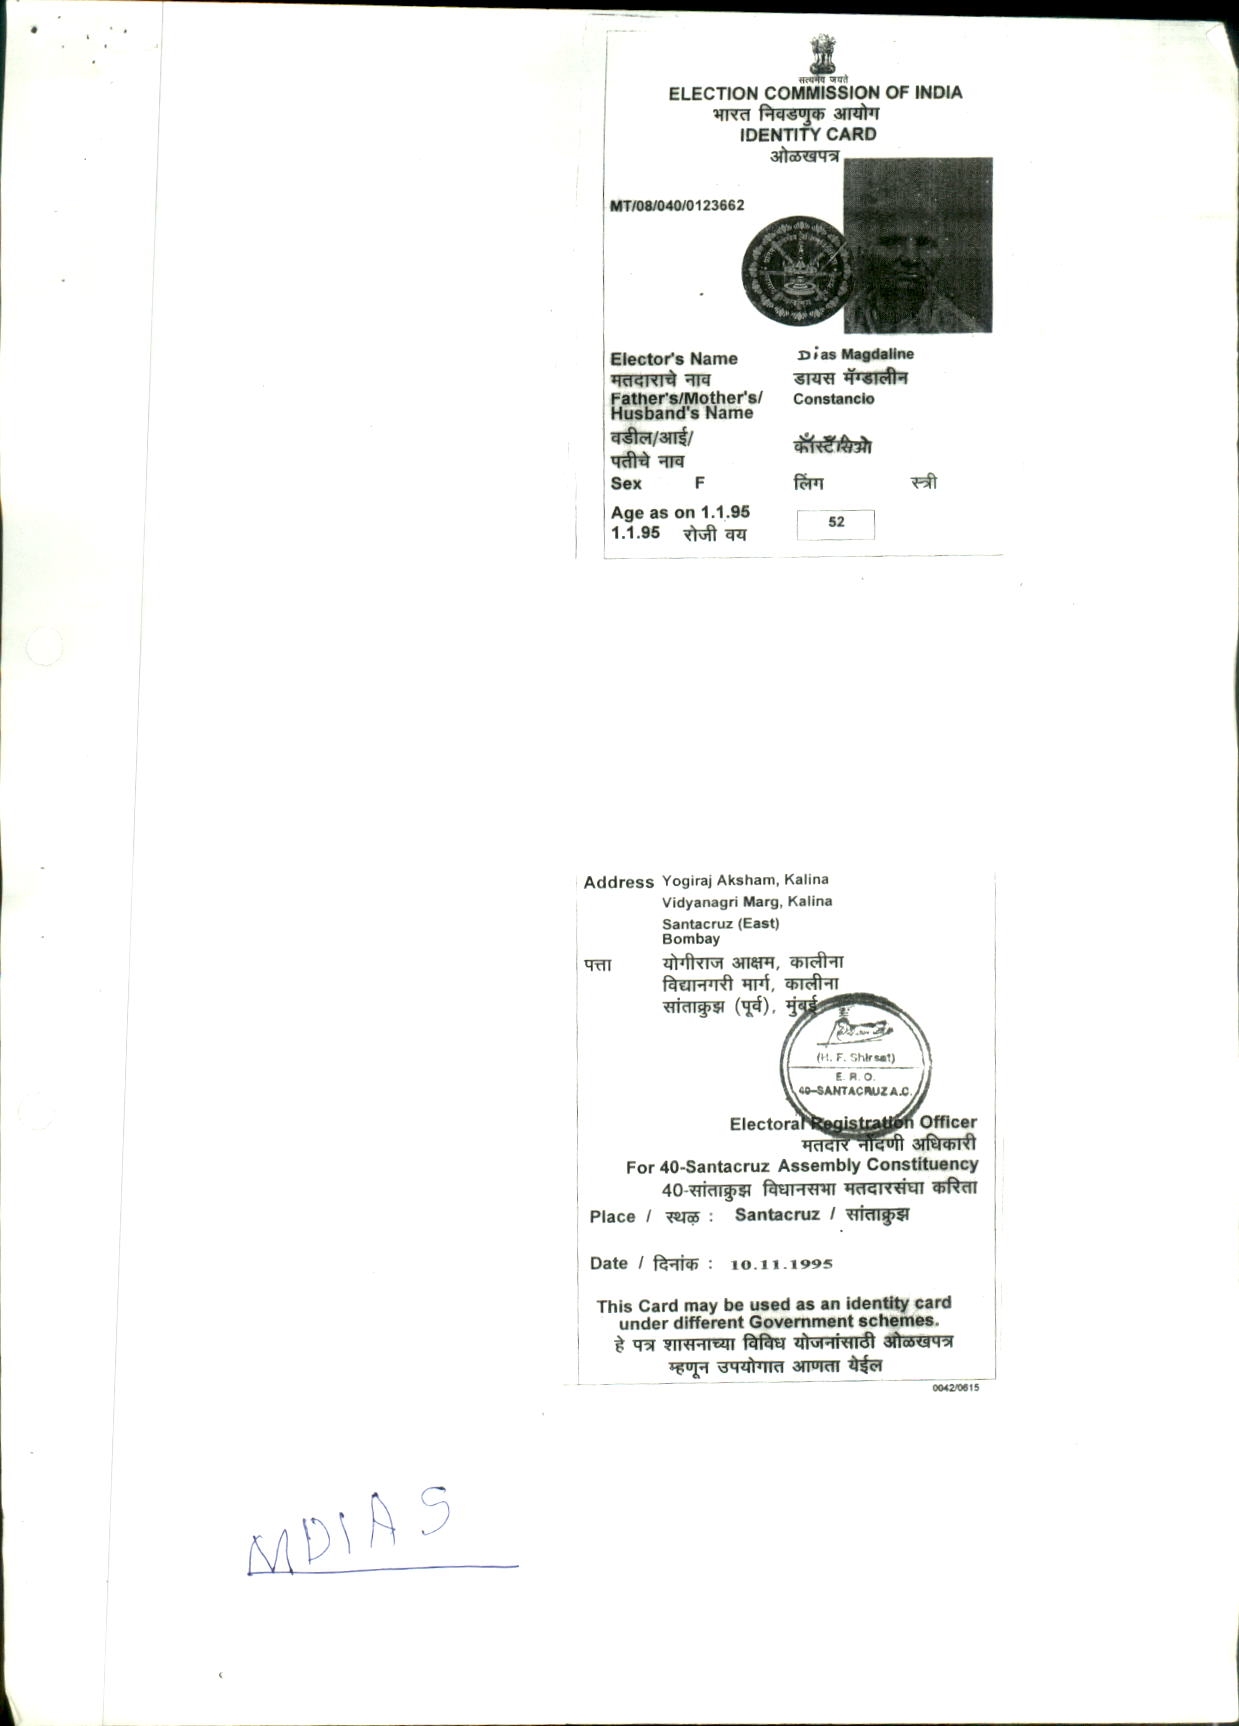 सत्यमेव जयते
ELECTION COMMISSION OF INDIA
भारत निवडणुक आयोग
IDENTITY CARD
ओळखपत्र
MT/08/040/0123662
Elector's Name Dias Magdaline
मतदाराचे नाव डायस मॅग्डालीन
Father's/Mother's/ Constancio
Husband's Name
वडील/आई/ कॉस्टँसिओ
पतीचे नाव
Sex F लिंग स्त्री
Age as on 1.1.95 52
1.1.95 रोजी वय
Address Yogiraj Aksham, Kalina
Vidyanagri Marg, Kalina
Santacruz (East)
Bombay
पत्ता योगीराज आक्षम, कालीना
विद्यानगरी मार्ग, कालीना
सांताक्रुझ (पूर्व), मुंबई
(H. F. Shirsat)
E. R. O.
40-SANTACRUZ A.C.
Electoral Registration Officer
मतदार नोंदणी अधिकारी
For 40-Santacruz Assembly Constituency
40-सांताक्रुझ विधानसभा मतदारसंघा करिता
Place / स्थळ : Santacruz / सांताक्रुझ
Date / दिनांक : 10.11.1995
This Card may be used as an identity card
under different Government schemes.
हे पत्र शासनाच्या विविध योजनांसाठी ओळखपत्र
म्हणून उपयोगात आणता येईल
0042/0615
MDIAS